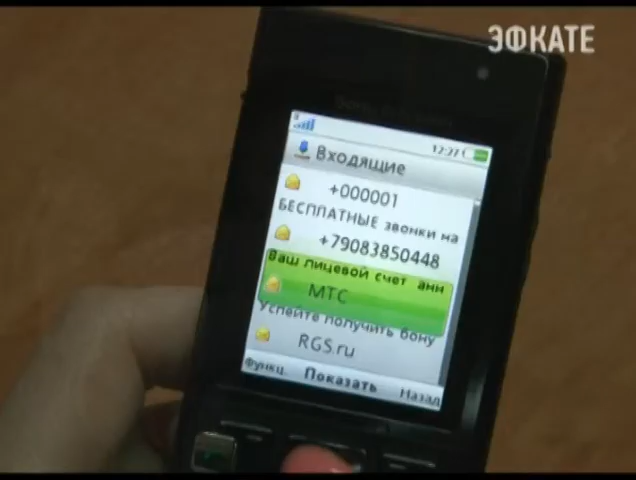 ЭФКАТЕ
12:27
Входящие
+000001
БЕСПЛАТНЫЕ звонки на
+79083850448
Ваш лицевой счет
МТС
Успейте получить бону
RGS.ru
Функц. Показать Назад